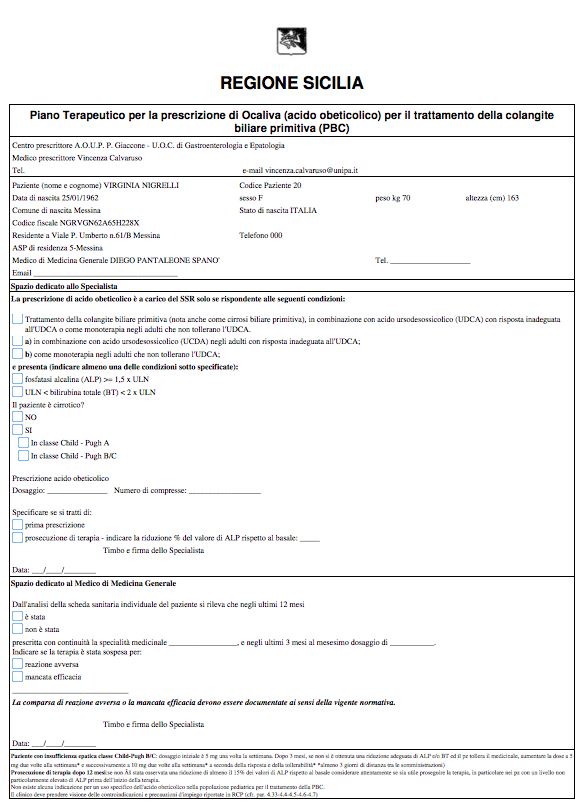 REGIONE SICILIA
Piano Terapeutico per la prescrizione di Ocaliva (acido obeticolico) per il trattamento della colangite
biliare primitiva (PBC)
Centro prescrittore A.O.U.P. P. Giaccone - U.O.C. di Gastroenterologia e Epatologia
Medico prescrittore Vincenza Calvaruso
Tel. e-mail vincenza.calvaruso@unipa.it
Paziente (nome e cognome) VIRGINIA NIGRELLI Codice Paziente 20
Data di nascita 25/01/1962 sesso F peso kg 70 altezza (cm) 163
Comune di nascita Messina Stato di nascita ITALIA
Codice fiscale NGRVGN62A65H228X
Residente a Viale P. Umberto n.61/B Messina Telefono 000
ASP di residenza 5-Messina
Medico di Medicina Generale DIEGO PANTALEONE SPANO' Tel. ____________________
Email ____________________________________
Spazio dedicato allo Specialista
La prescrizione di acido obeticolico è a carico del SSR solo se rispondente alle seguenti condizioni:
Trattamento della colangite biliare primitiva (nota anche come cirrosi biliare primitiva), in combinazione con acido ursodesossicolico (UDCA) con risposta inadeguata
all'UDCA o come monoterapia negli adulti che non tollerano l'UDCA.
a) in combinazione con acido ursodesossicolico (UCDA) negli adulti con risposta inadeguata all'UDCA;
b) come monoterapia negli adulti che non tollerano l'UDCA;
e presenta (indicare almeno una delle condizioni sotto specificate):
fosfatasi alcalina (ALP) >= 1,5 x ULN
ULN < bilirubina totale (BT) < 2 x ULN
Il paziente è cirrotico?
NO
SI
In classe Child - Pugh A
In classe Child - Pugh B/C
Prescrizione acido obeticolico
Dosaggio: _______________ Numero di compresse: __________________
Specificare se si tratti di:
prima prescrizione
prosecuzione di terapia - indicare la riduzione % del valore di ALP rispetto al basale: _____
Timbo e firma dello Specialista
Data: ___/____/________
Spazio dedicato al Medico di Medicina Generale
Dall'analisi della scheda sanitaria individuale del paziente si rileva che negli ultimi 12 mesi
è stata
non è stata
prescritta con continuità la specialità medicinale _________________, e negli ultimi 3 mesi al mesesimo dosaggio di ___________.
Indicare se la terapia è stata sospesa per:
reazione avversa
mancata efficacia
_____________________________
La comparsa di reazione avversa o la mancata efficacia devono essere documentate ai sensi della vigente normativa.
Timbo e firma dello Specialista
Data: ___/____/________
Paziente con insufficienza epatica classe Child-Pugh B/C: dosaggio iniziale è 5 mg una volta la settimana. Dopo 3 mesi, se non si è ottenuta una riduzione adeguata di ALP e/o BT ed il pz tollera il medicinale, aumentare la dose a 5
mg due volte alla settimana* e successivamente a 10 mg due volte alla settimana* a seconda della risposta e della tollerabilità* *almeno 3 giorni di distanza tra le somministrazioni)
Prosecuzione di terapia dopo 12 mesi:se non Ãš stata osservata una riduzione di almeno il 15% dei valori di ALP rispetto al basale considerare attentamente se sia utile proseguire la terapia, in particolare nei pz con un livello non
particolarmente elevato di ALP prima dell'inizio della terapia.
Non esiste alcuna indicazione per un uso specifico dell'acido obeticolico nella popolazione pediatrica per il trattamento della PBC.
Il clinico deve prendere visione delle controindicazioni e precauzioni d'impiego riportate in RCP (cfr. par. 4.33-4.4-4.5-4.6-4.7)